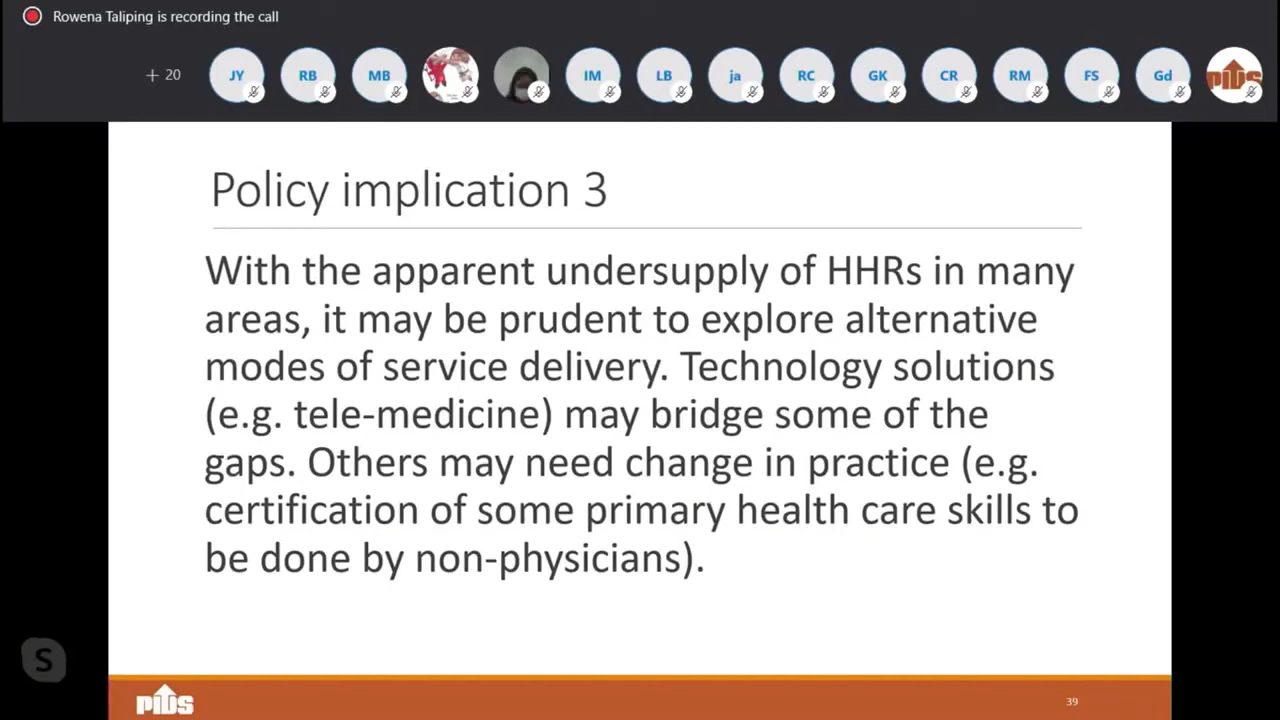 Rowena Taliping is recording the call
+ 20
JY
RB
MB
IM
LB
ja
RC
GK
CR
RM
FS
Gd
PIDS
Policy implication 3
With the apparent undersupply of HHRs in many
areas, it may be prudent to explore alternative
modes of service delivery. Technology solutions
(e.g. tele-medicine) may bridge some of the
gaps. Others may need change in practice (e.g.
certification of some primary health care skills to
be done by non-physicians).
S
PIDS
39